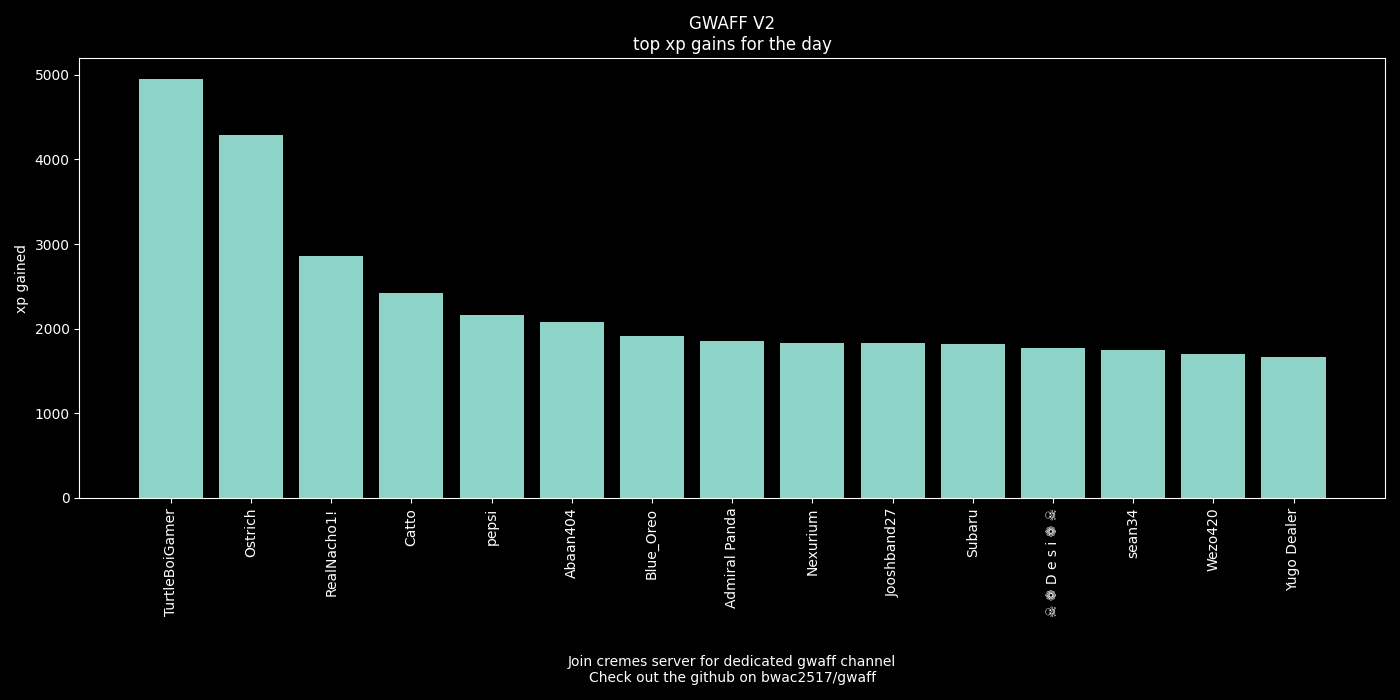 GWAFF V2
top xp gains for the day
xp gained
5000
4000
3000
2000
1000
0
TurtleBoiGamer
Ostrich
RealNacho1!
Catto
pepsi
Abaan404
Blue_Oreo
Admiral Panda
Nexurium
Jooshband27
Subaru
☠ ❁ D e s i ❁ ☠
sean34
Wezo420
Yugo Dealer
Join cremes server for dedicated gwaff channel
Check out the github on bwac2517/gwaff